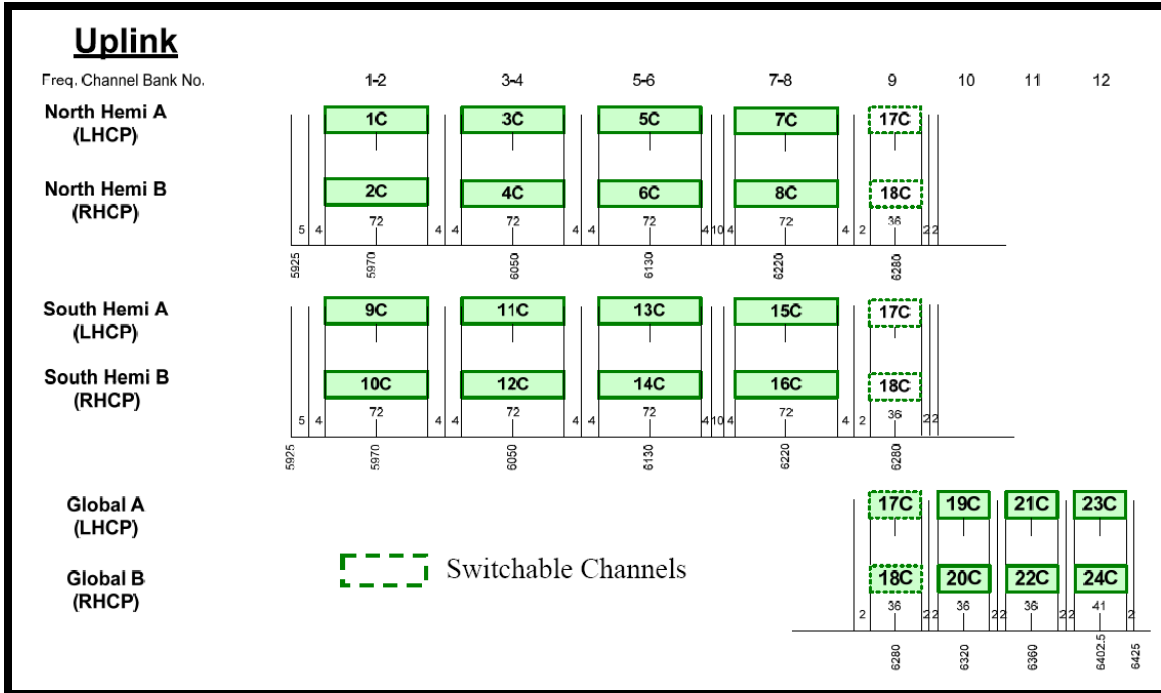 Uplink
Freq. Channel Bank No. 1-2 3-4 5-6 7-8 9 10 11 12
North Hemi A
(LHCP)
1C 3C 5C 7C 17C
North Hemi B
(RHCP)
2C 4C 6C 8C 18C
5 4 72 4 4 72 4 4 72 4 10 4 72 4 2 36 2 2
5925 5970 6050 6130 6220 6280
South Hemi A
(LHCP)
9C 11C 13C 15C 17C
South Hemi B
(RHCP)
10C 12C 14C 16C 18C
5 4 72 4 4 72 4 4 72 4 10 4 72 4 2 36 2 2
5925 5970 6050 6130 6220 6280
Global A
(LHCP)
17C 19C 21C 23C
Switchable Channels
Global B
(RHCP)
18C 20C 22C 24C
2 36 2 2 36 2 2 36 2 2 41 2
6280 6320 6360 6402.5 6425